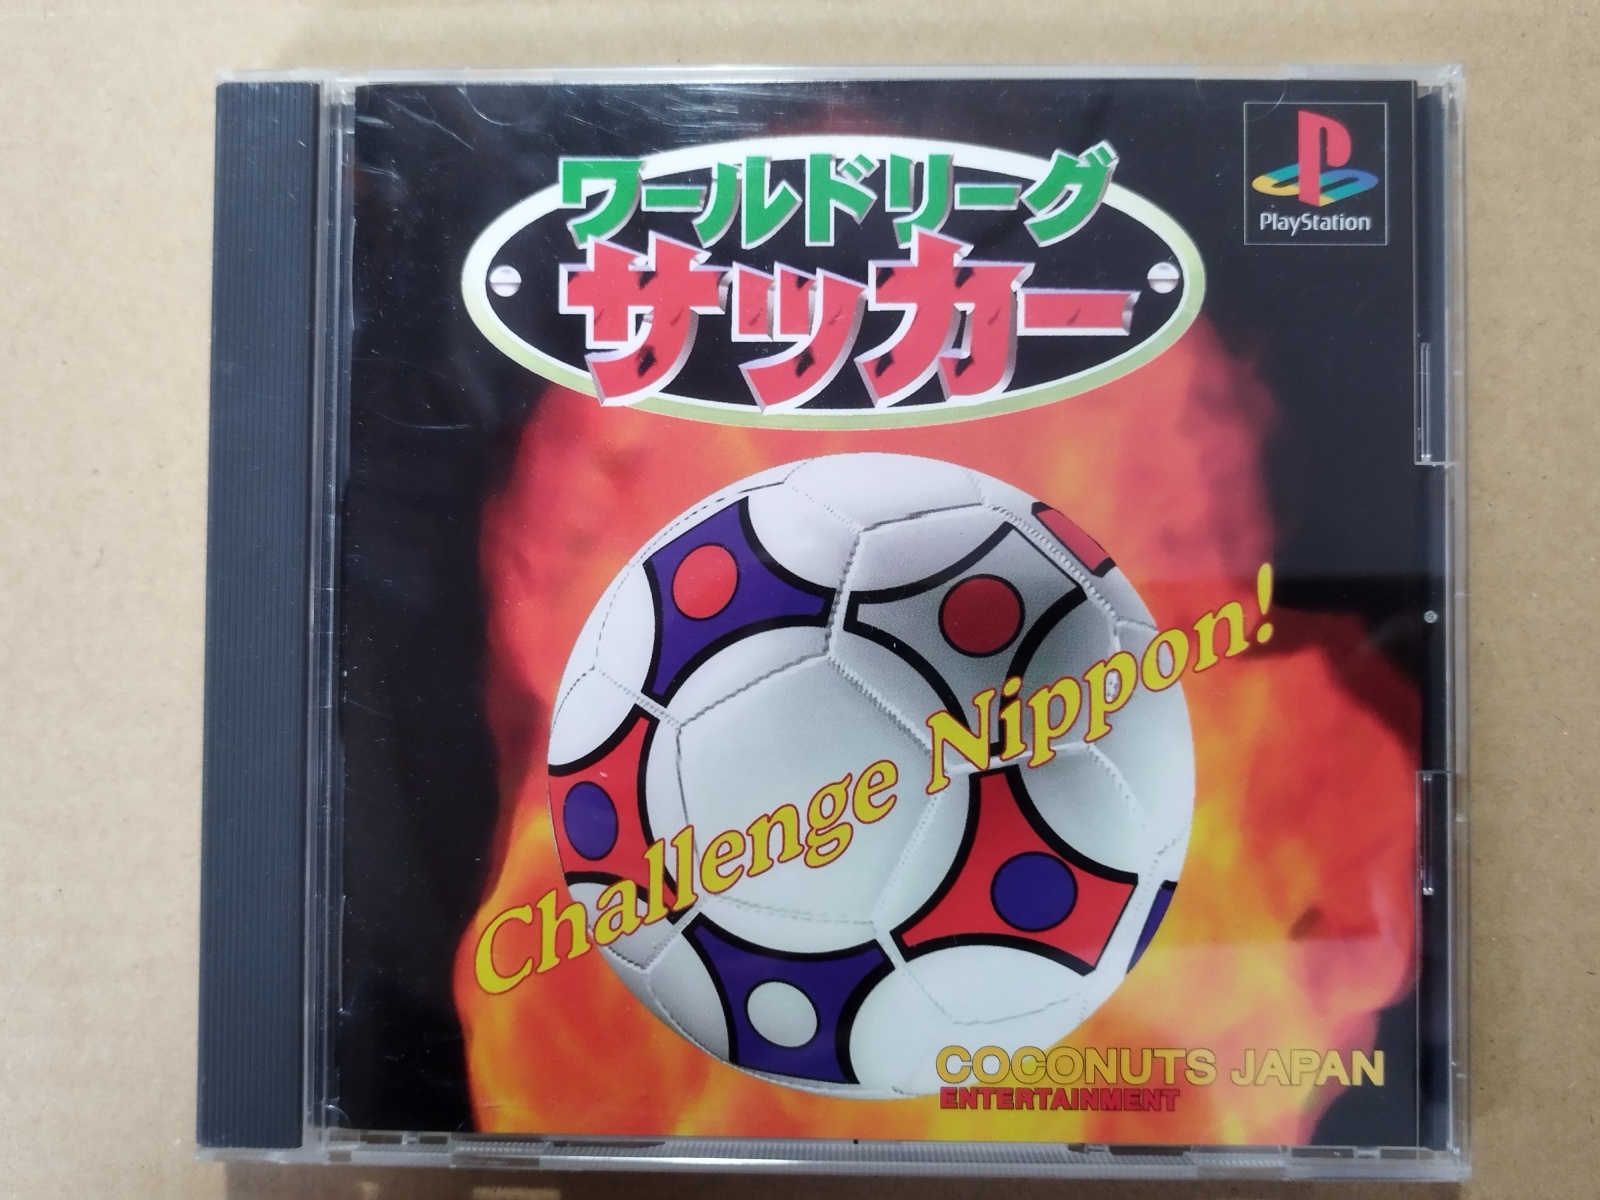 ワールドリーグ
サッカー
PlayStation
Challenge Nippon!
COCONUTS JAPAN
ENTERTAINMENT